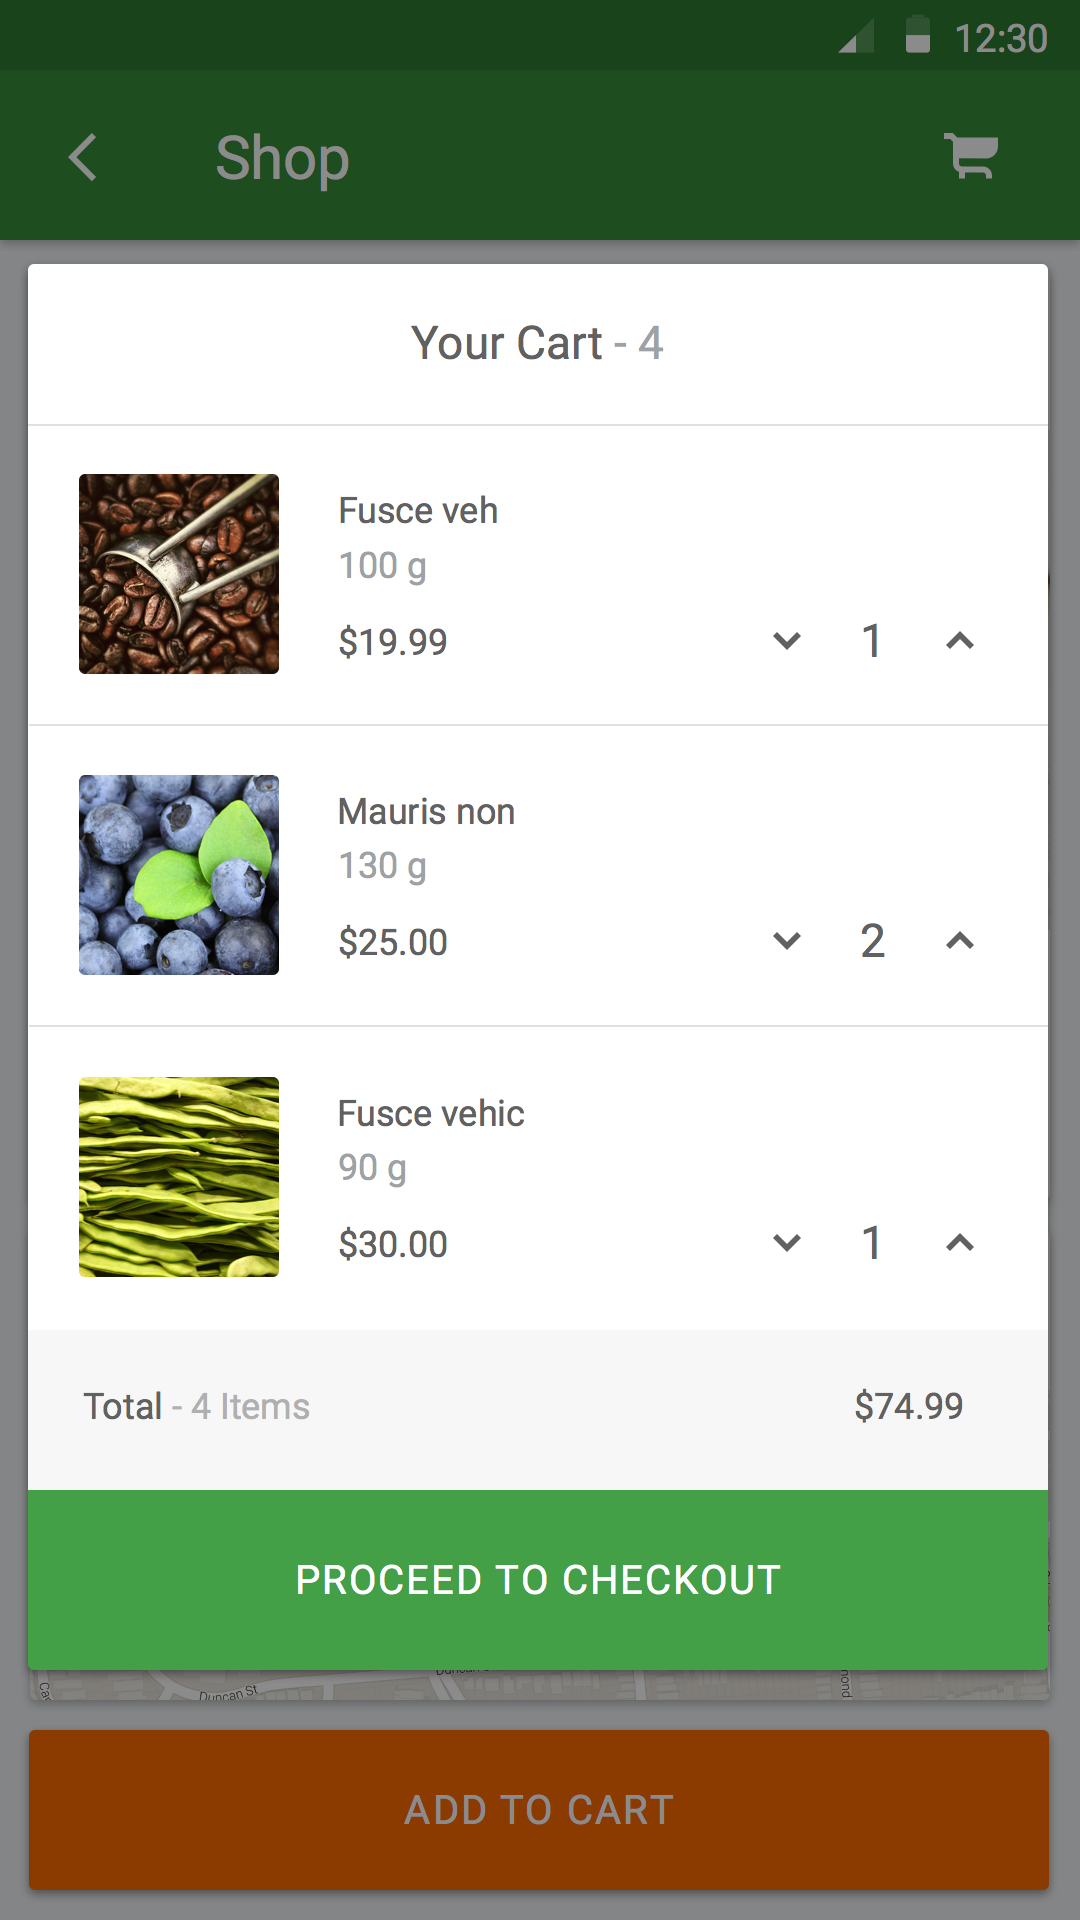 12:30
Shop
Your Cart - 4
Fusce veh
100 g
$19.99
1
Mauris non
130 g
$25.00
2
Fusce vehic
90 g
$30.00
1
Total - 4 Items
$74.99
PROCEED TO CHECKOUT
Duncan St
ADD TO CART